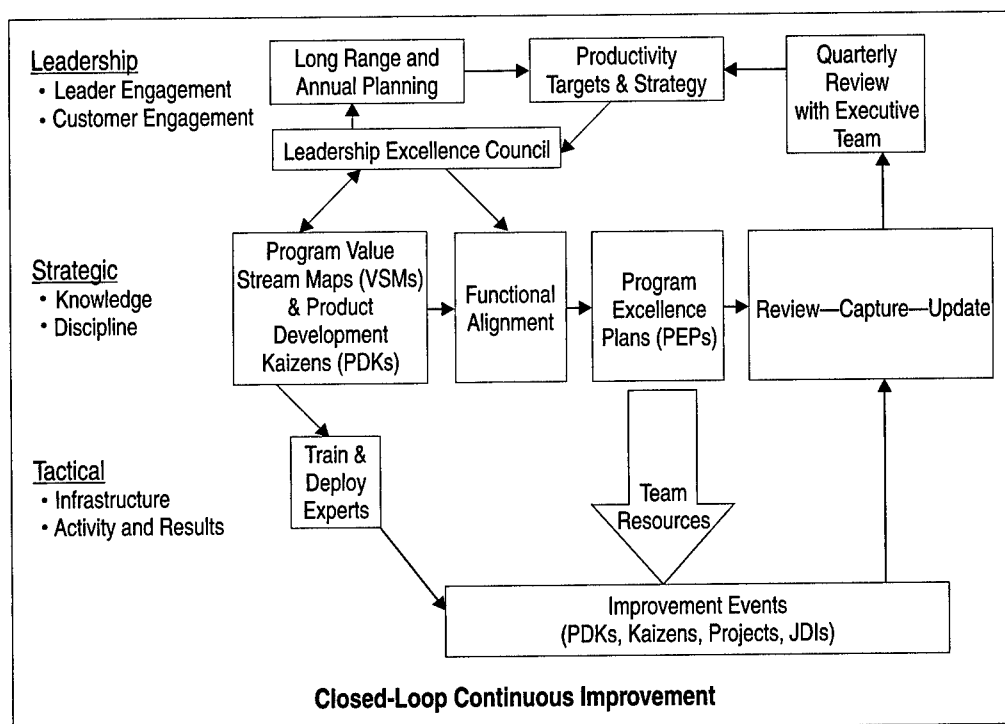 Leadership
• Leader Engagement
• Customer Engagement
Long Range and
Annual Planning
Productivity
Targets & Strategy
Quarterly
Review
with Executive
Team
Leadership Excellence Council
Strategic
• Knowledge
• Discipline
Program Value
Stream Maps (VSMs)
& Product
Development
Kaizens (PDKs)
Functional
Alignment
Program
Excellence
Plans (PEPs)
Review—Capture—Update
Tactical
• Infrastructure
• Activity and Results
Train &
Deploy
Experts
Team
Resources
Improvement Events
(PDKs, Kaizens, Projects, JDIs)
Closed-Loop Continuous Improvement